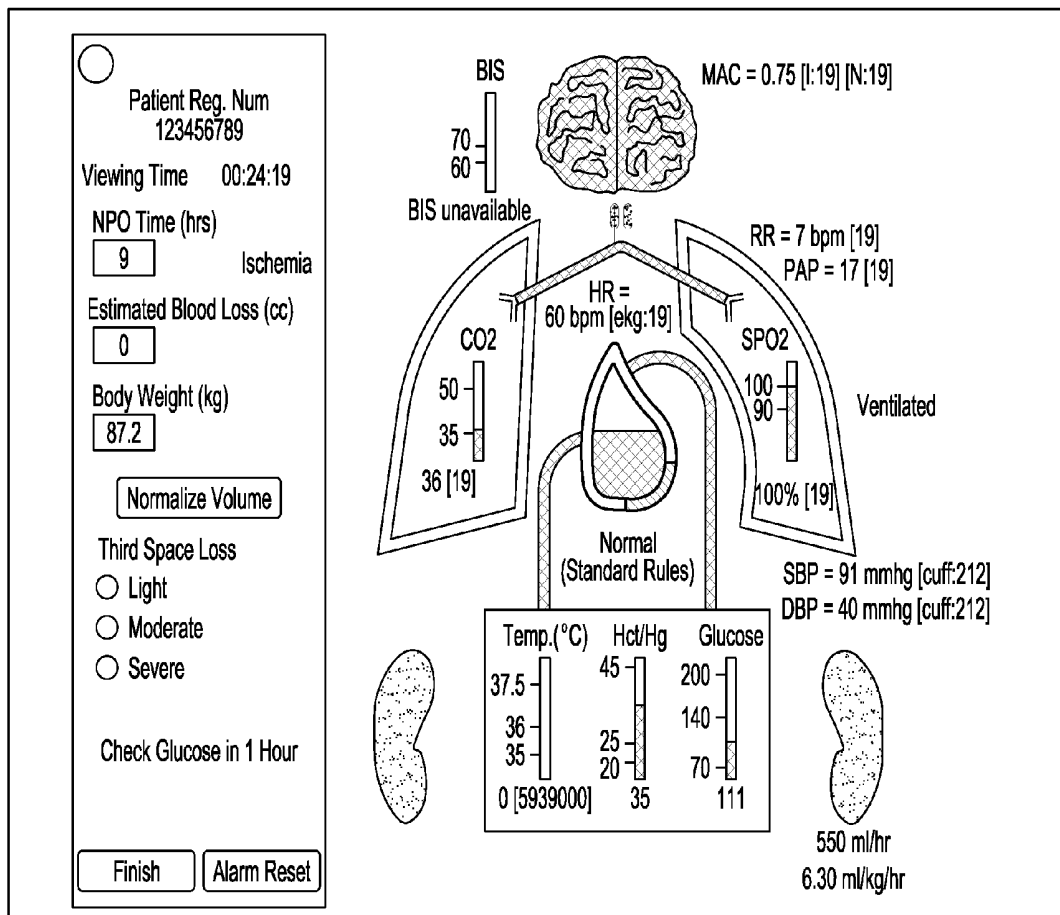 Patient Reg. Num
123456789
Viewing Time 00:24:19
NPO Time (hrs)
9
Ischemia
Estimated Blood Loss (cc)
0
Body Weight (kg)
87.2
Normalize Volume
Third Space Loss
Light
Moderate
Severe
Check Glucose in 1 Hour
Finish
Alarm Reset
BIS
70
60
BIS unavailable
MAC = 0.75 [I:19] [N:19]
RR = 7 bpm [19]
PAP = 17 [19]
HR =
60 bpm [ekg:19]
CO2
50
35
36 [19]
SPO2
100
90
100% [19]
Ventilated
Normal
(Standard Rules)
SBP = 91 mmhg [cuff:212]
DBP = 40 mmhg [cuff:212]
Temp.(°C)
37.5
36
35
0 [5939000]
Hct/Hg
45
25
20
35
Glucose
200
140
70
111
550 ml/hr
6.30 ml/kg/hr